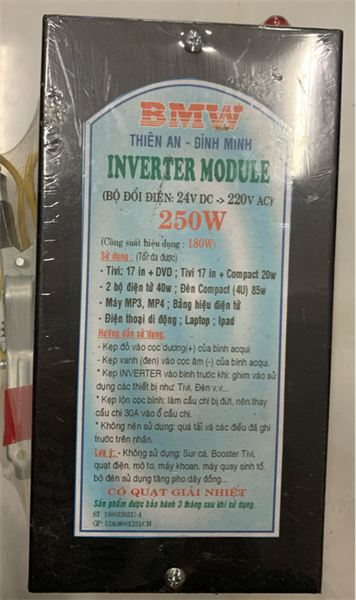 BMW
THIÊN AN - BÌNH MINH
INVERTER MODULE
(BỘ ĐỔI ĐIỆN: 24V DC -> 220V AC)
250W
(Công suất hiệu dụng : 180W)
Sử dụng : (Tối đa được)
- Tivi: 17 in + DVD ; Tivi 17 in + Compact 20w
- 2 bộ điện tử 40w ; Đèn Compact (4U) 85w
- Máy MP3, MP4 ; Bảng hiệu điện tử
- Điện thoại di động ; Laptop ; Ipad
Hướng dẫn sử dụng:
- Kẹp đỏ vào cọc dương(+) của bình acqui
- Kẹp xanh (đen) vào cọc âm (-) của bình acqui.
* Kẹp INVERTER vào bình trước khi: ghim vào sử
dụng các thiết bị như: Tivi, Đèn v.v...
* Kẹp lộn cọc bình: làm cầu chì bị đứt, nên thay
cầu chì 30A vào ổ cầu chì.
* Không nên sử dụng: quá tải và các điều đã ghi
trước trên nhãn.
Lưu ý: - Không sử dụng: Sur cá, Booster Tivi,
quạt điện, mô tơ, máy khoan, máy quay sinh tố,
bộ đèn sử dụng tăng pho dây đồng...
CÓ QUẠT GIẢI NHIỆT
Sản phẩm được bảo hành 3 tháng sau khi sử dụng.